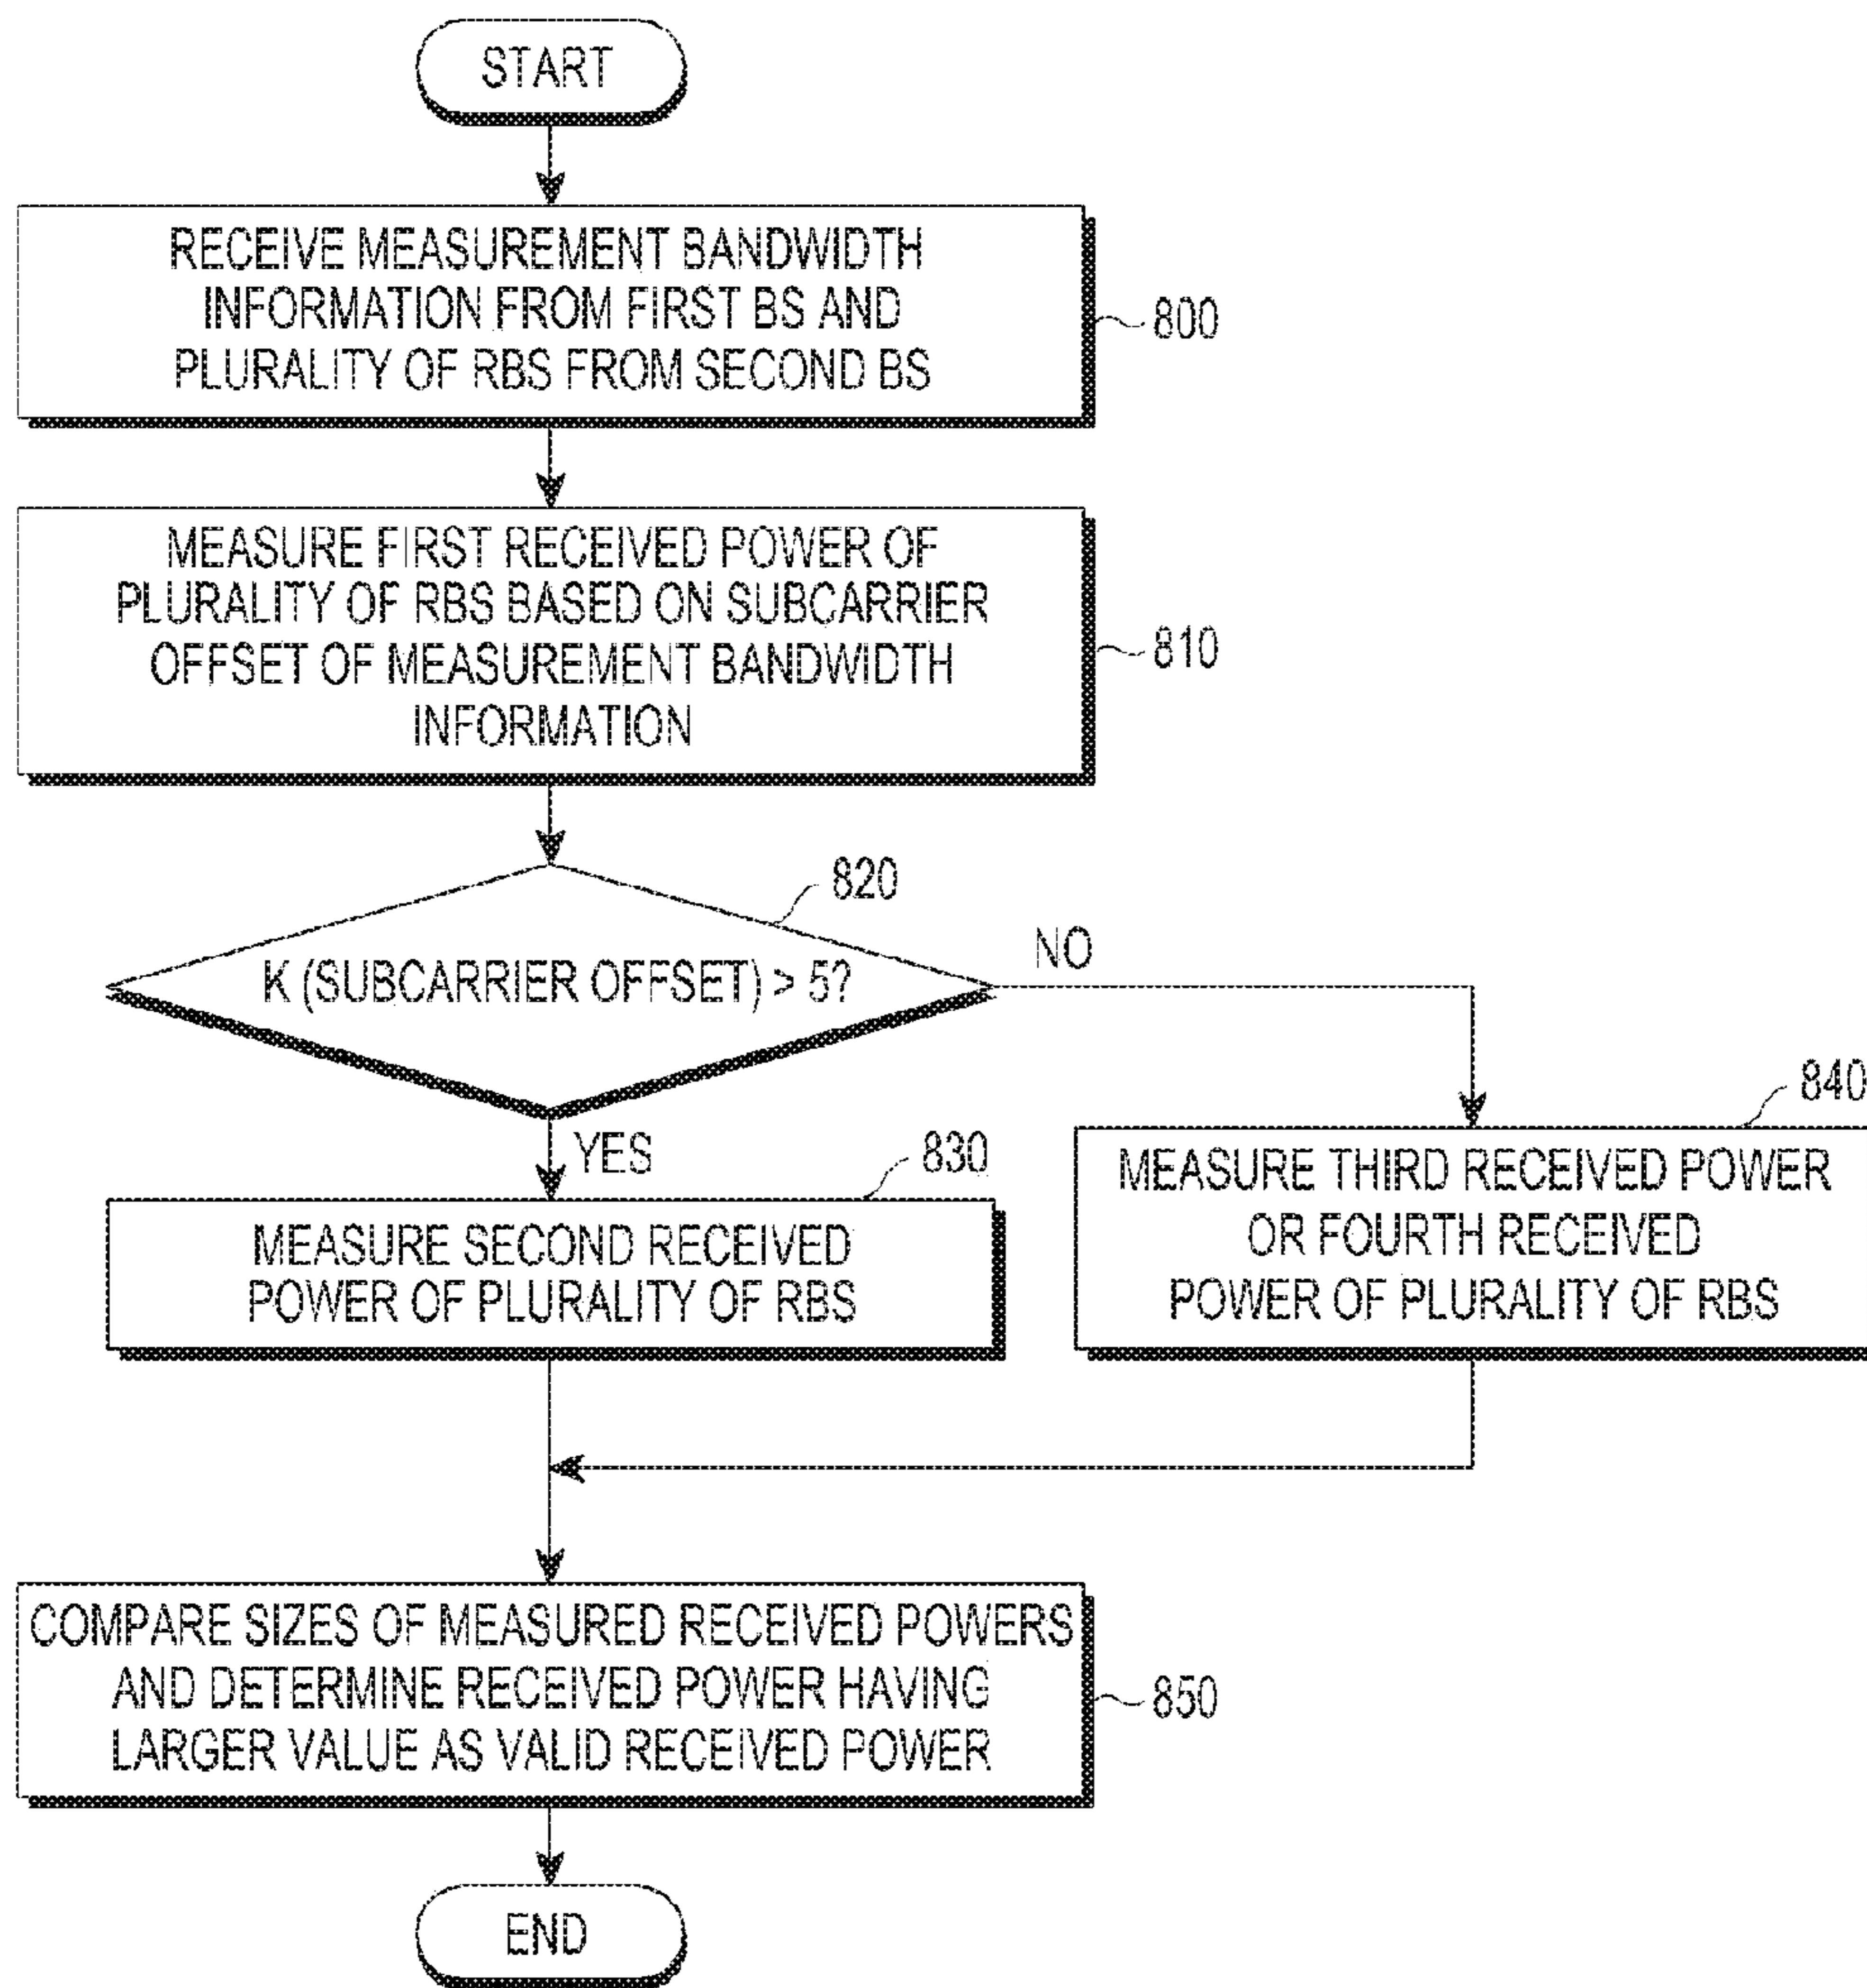 START
RECEIVE MEASUREMENT BANDWIDTH
INFORMATION FROM FIRST BS AND
PLURALITY OF RBS FROM SECOND BS
800
MEASURE FIRST RECEIVED POWER OF
PLURALITY OF RBS BASED ON SUBCARRIER
OFFSET OF MEASUREMENT BANDWIDTH
INFORMATION
810
820
K (SUBCARRIER OFFSET) > 5?
NO
YES
830
MEASURE SECOND RECEIVED
POWER OF PLURALITY OF RBS
840
MEASURE THIRD RECEIVED POWER
OR FOURTH RECEIVED
POWER OF PLURALITY OF RBS
COMPARE SIZES OF MEASURED RECEIVED POWERS
AND DETERMINE RECEIVED POWER HAVING
LARGER VALUE AS VALID RECEIVED POWER
850
END